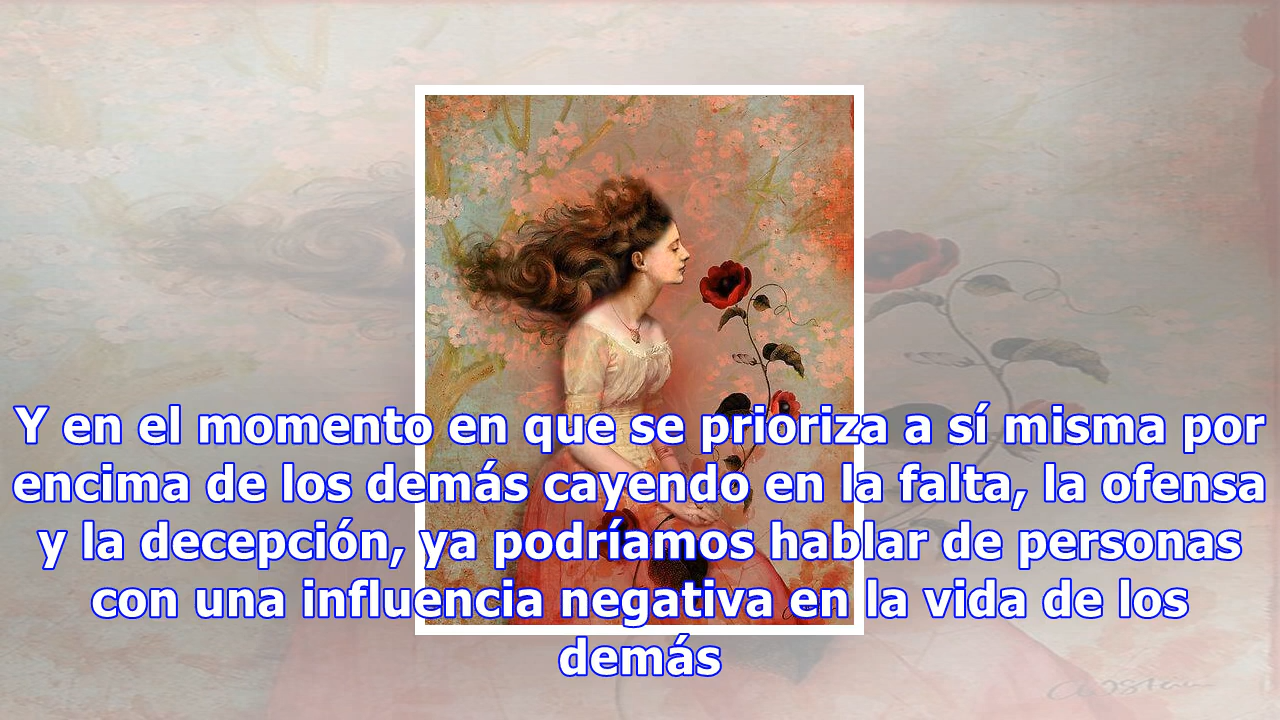 Y en el momento en que se prioriza a sí misma por
encima de los demás cayendo en la falta, la ofensa
y la decepción, ya podríamos hablar de personas
con una influencia negativa en la vida de los
demás